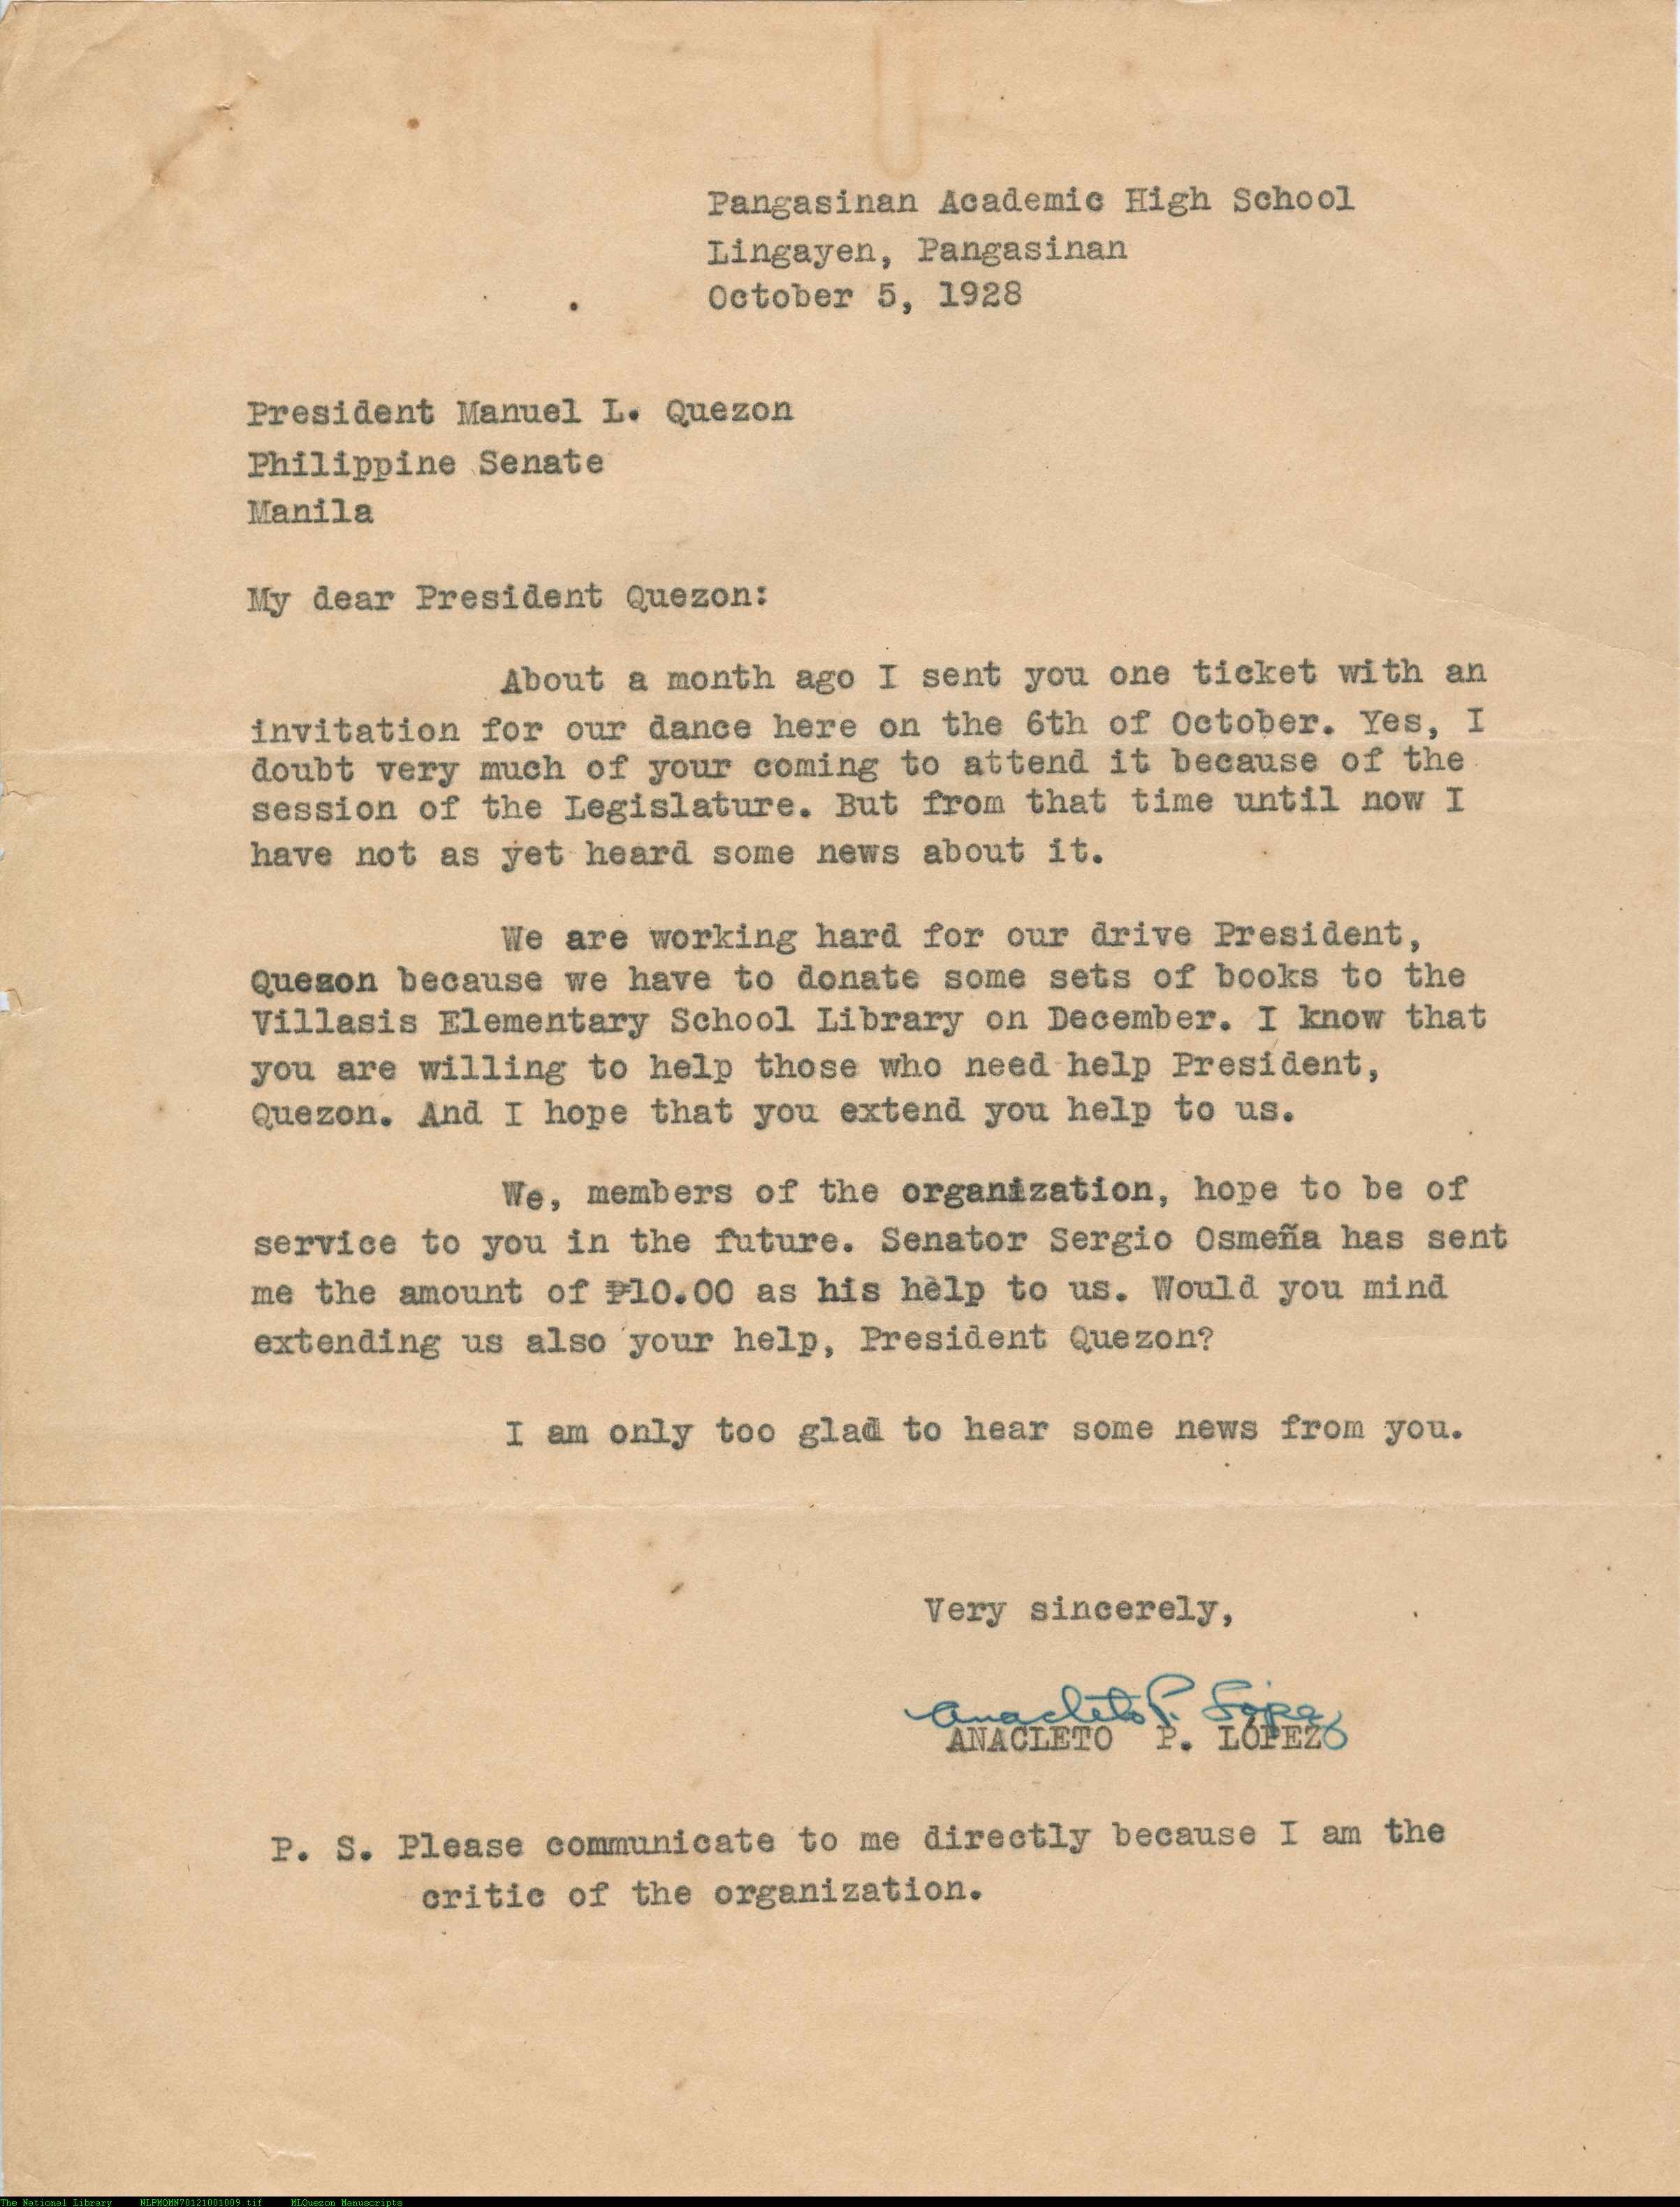 Pangasinan Academic High School
Lingayen, Pangasinan
October 5, 1928
President Manuel L. Quezon
Philippine Senate
Manila
My dear President Quezon:
About a month ago I sent you one ticket with an
invitation for our dance here on the 6th of October. Yes, I
doubt very much of your coming to attend it because of the
session of the Legislature. But from that time until now I
have not as yet heard some news about it.
We are working hard for our drive President,
Quezon because we have to donate some sets of books to the
Villasis Elementary School Library on December. I know that
you are willing to help those who need help President,
Quezon. And I hope that you extend you help to us.
We, members of the organization, hope to be of
service to you in the future. Senator Sergio Osmeña has sent
me the amount of ₱10.00 as his help to us. Would you mind
extending us also your help, President Quezon?
I am only too glad to hear some news from you.
Very sincerely,
Anacleto P. López
ANACLETO P. LÓPEZ
P. S. Please communicate to me directly because I am the
critic of the organization.
The National Library NLPMQMN70121001009 tif MLQuezon Manuscripts